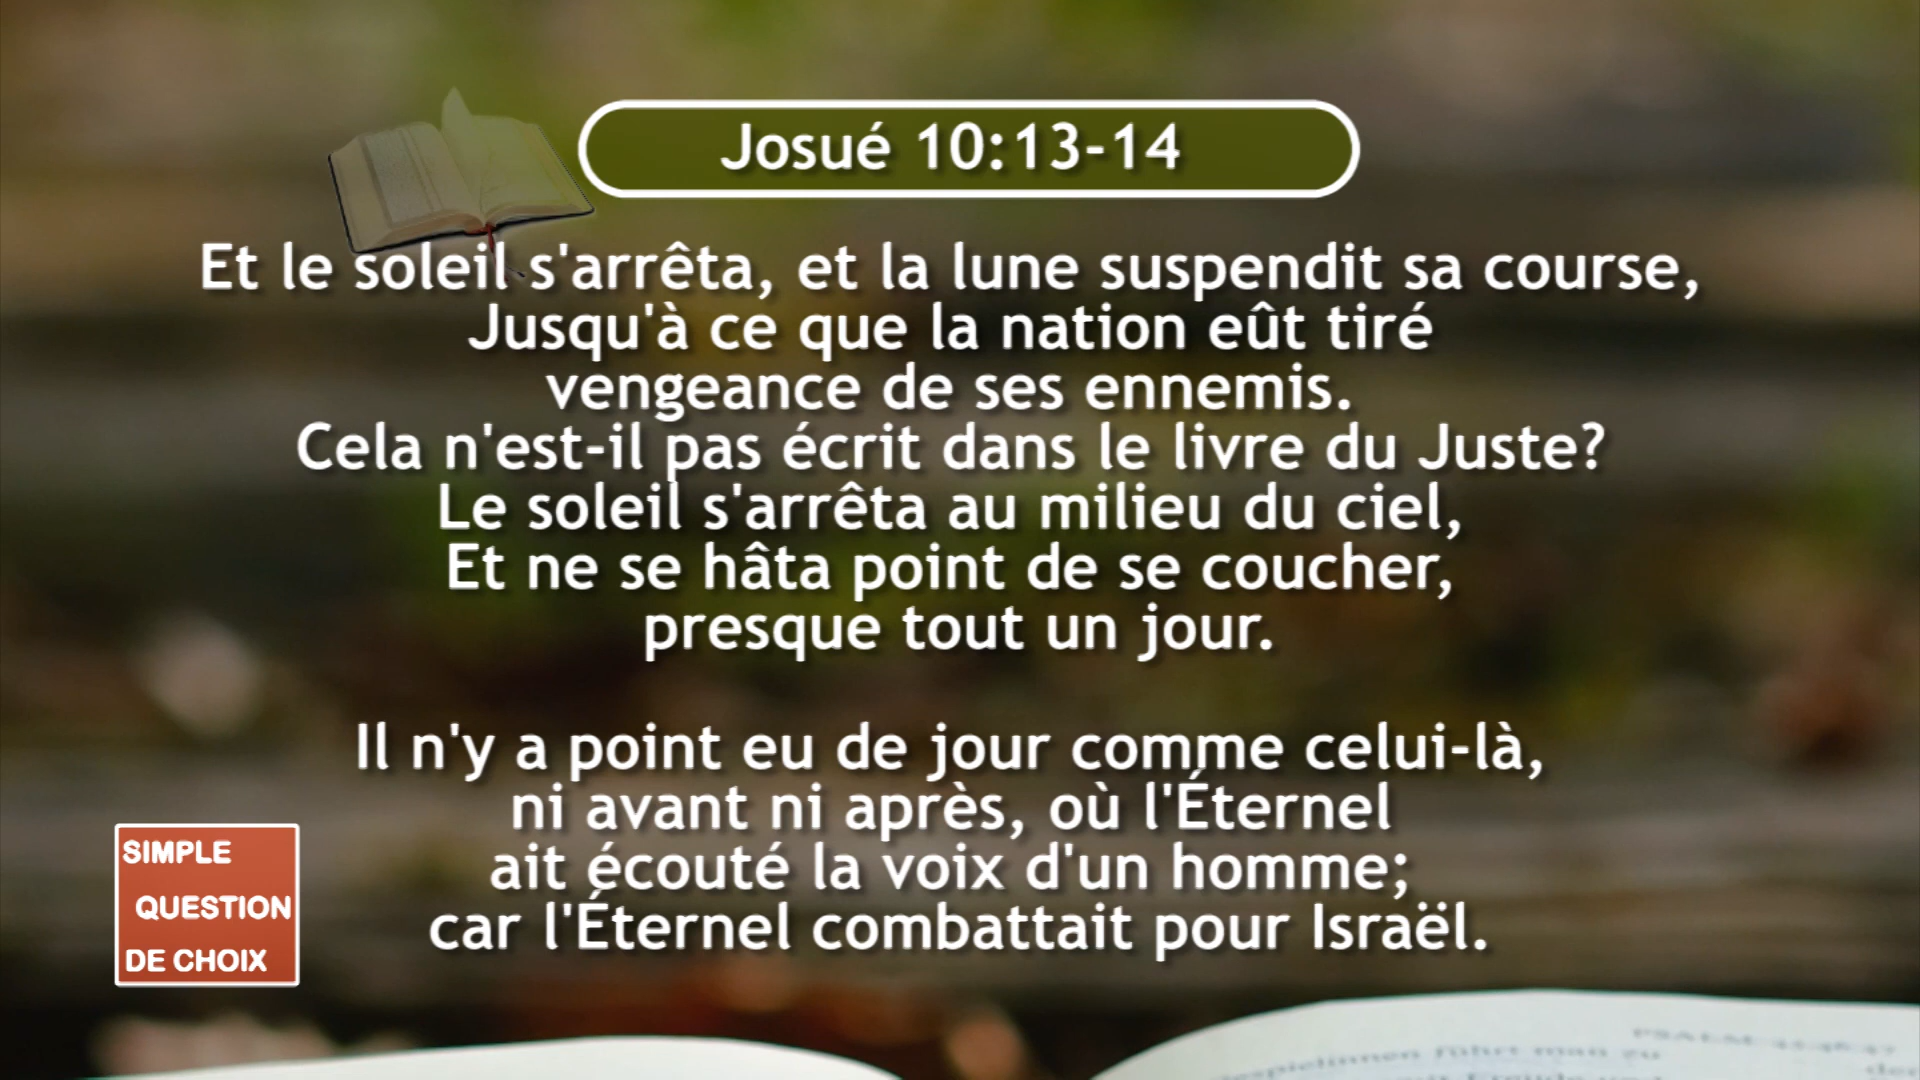 Josué 10:13-14
Et le soleil s'arrêta, et la lune suspendit sa course,
Jusqu'à ce que la nation eût tiré
vengeance de ses ennemis.
Cela n'est-il pas écrit dans le livre du Juste?
Le soleil s'arrêta au milieu du ciel,
Et ne se hâta point de se coucher,
presque tout un jour.
Il n'y a point eu de jour comme celui-là,
ni avant ni après, où l'Éternel
ait écouté la voix d'un homme;
car l'Éternel combattait pour Israël.
SIMPLE
QUESTION
DE CHOIX